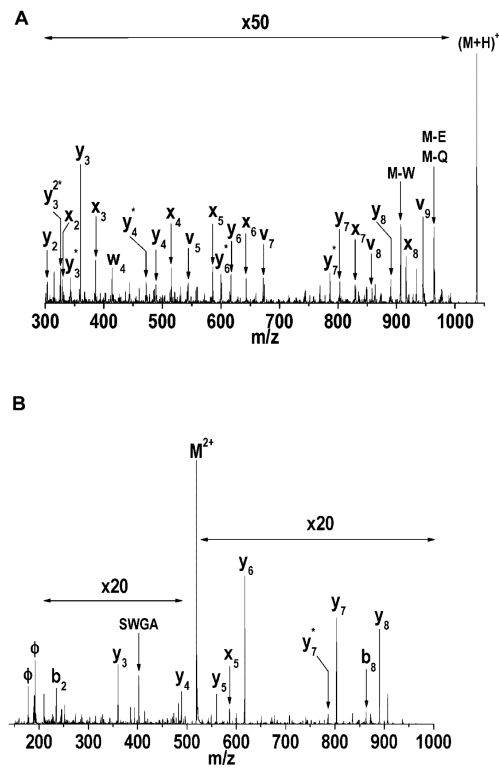 A
x50
(M+H)+
M-E
M-Q
M-W
y3
y3 2*
x2
x3
y2
y3*
w4
y4*
y4
x4
v5
x5
y6*
y6
x6
v7
y7
y7*
x7
v8
y8
x8
v9
300 400 500 600 700 800 900 1000
m/z
B
M2+
x20
x20
y6
SWGA
ϕ
ϕ
b2
y3
y4
y5
x5
y7*
y7
b8
y8
200 300 400 500 600 700 800 900 1000
m/z